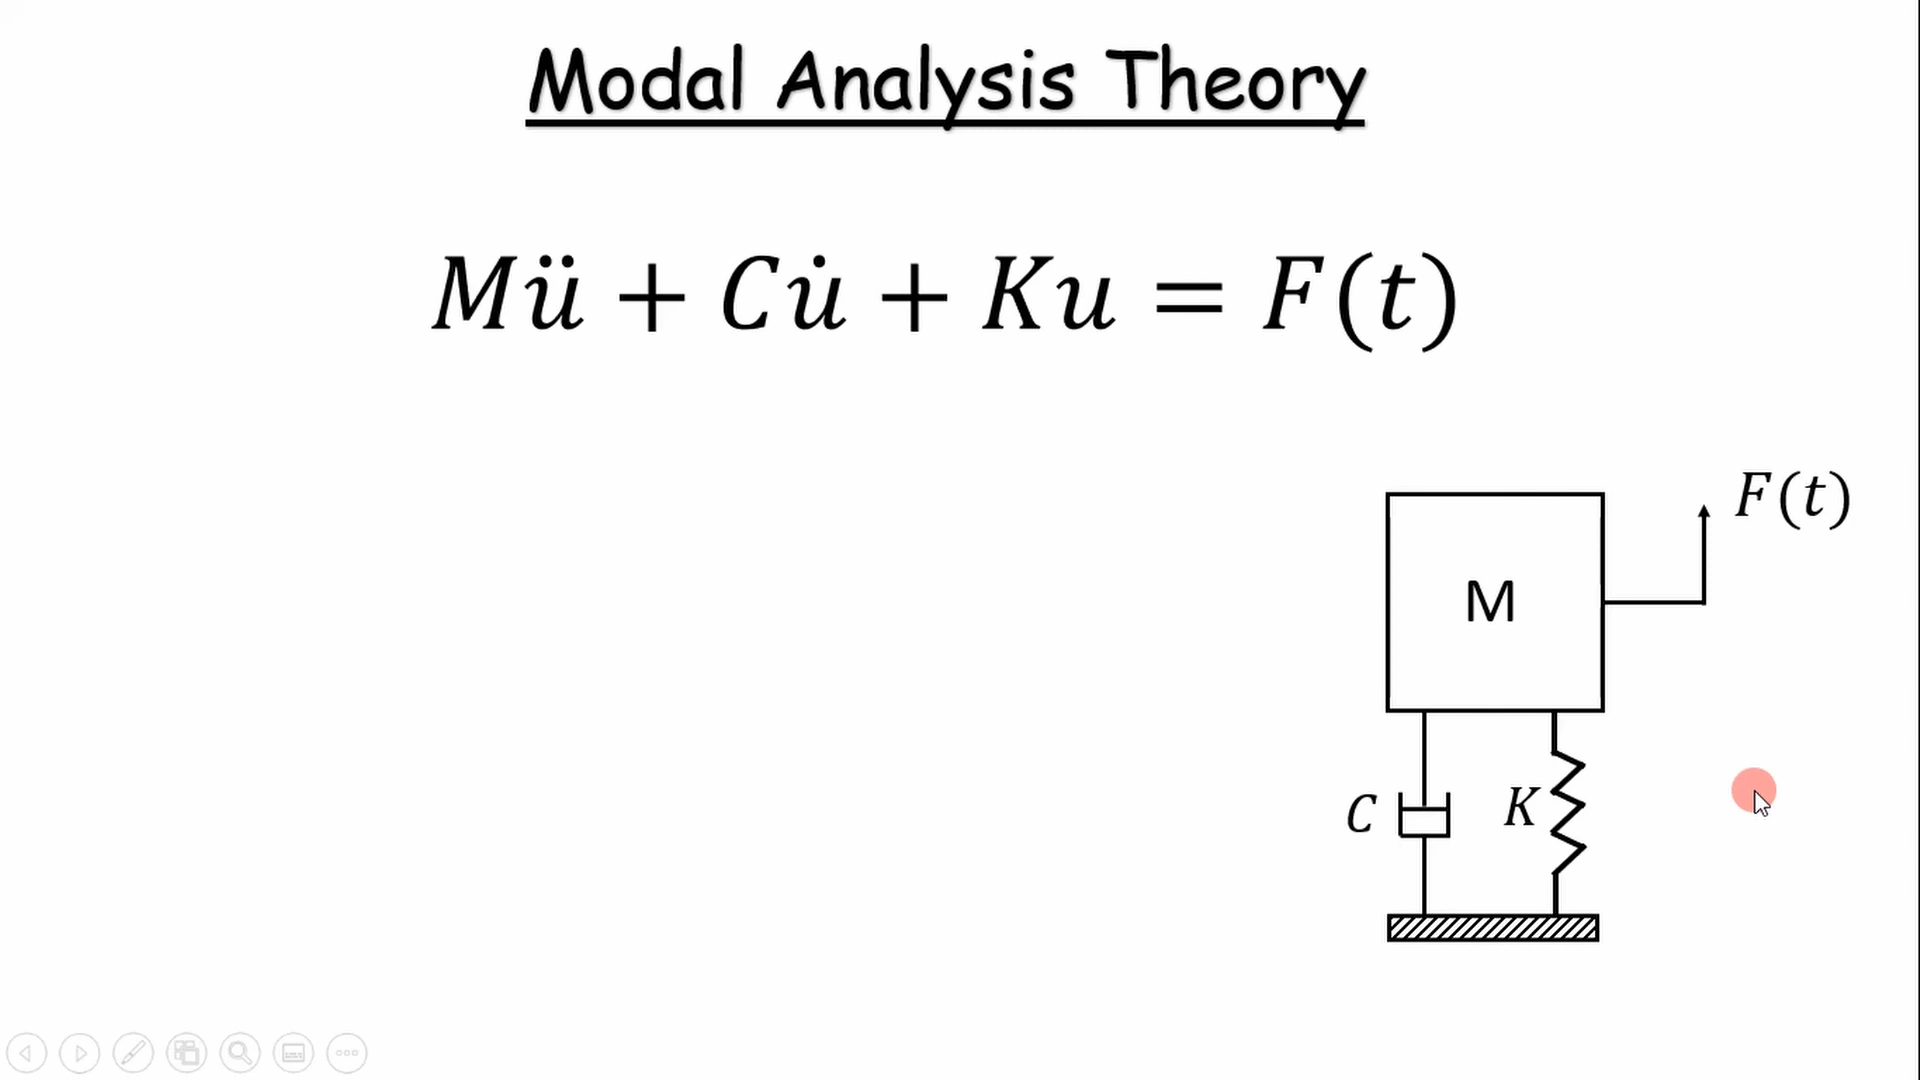 Modal Analysis Theory
Mü + Cu̇ + Ku = F(t)
F(t)
M
C
K